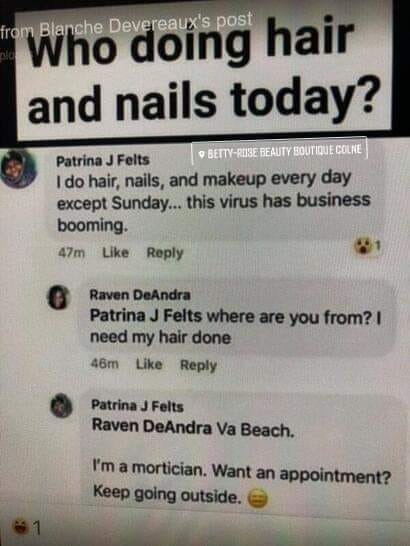 from Blanche Devereaux's post
Who doing hair
and nails today?
BETTY-ROSE BEAUTY BOUTIQUE COLNE
Patrina J Felts
I do hair, nails, and makeup every day
except Sunday... this virus has business
booming.
47m Like Reply
1
Raven DeAndra
Patrina J Felts where are you from? I
need my hair done
46m Like Reply
Patrina J Felts
Raven DeAndra Va Beach.
I'm a mortician. Want an appointment?
Keep going outside. 😑
1